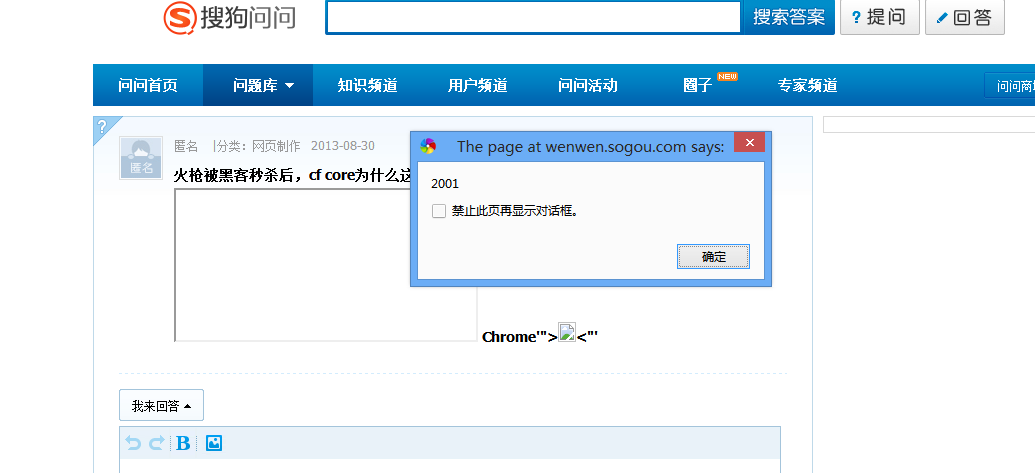 搜狗问问
搜索答案
? 提问
回答
问问首页 问题库 知识频道 用户频道 问问活动 圈子 NEW 专家频道 问问商
?
匿名
匿名 |分类：网页制作 2013-08-30
火枪被黑客秒杀后，cf core为什么这
The page at wenwen.sogou.com says:
2001
禁止此页再显示对话框。
确定
Chrome'"><"'
我来回答
B